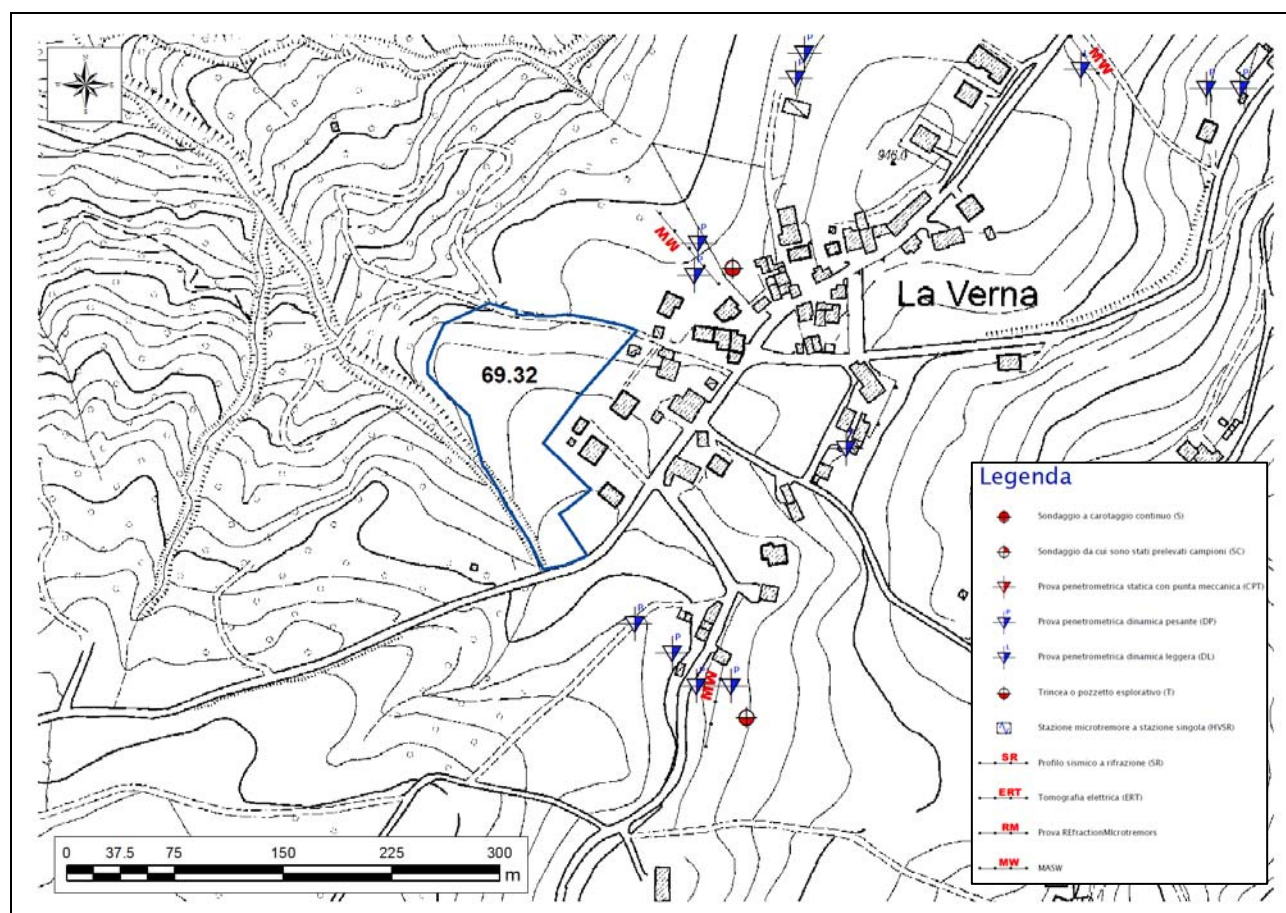 MW
P
P
P
P
946.0
MW
P
P
La Verna
69.32
P
P
P
P
MW
Legenda
Sondaggio a carotaggio continuo (S)
Sondaggio da cui sono stati prelevati campioni (SC)
Prova penetrometrica statica con punta meccanica (CPT)
P
Prova penetrometrica dinamica pesante (DP)
L
Prova penetrometrica dinamica leggera (DL)
Trincea o pozzetto esplorativo (T)
Stazione microtremore a stazione singola (HVSR)
SR
Profilo sismico a rifrazione (SR)
ERT
Tomografia elettrica (ERT)
RM
Prova REfractionMIcrotremors
MW
MASW
0 37.5 75 150 225 300
m